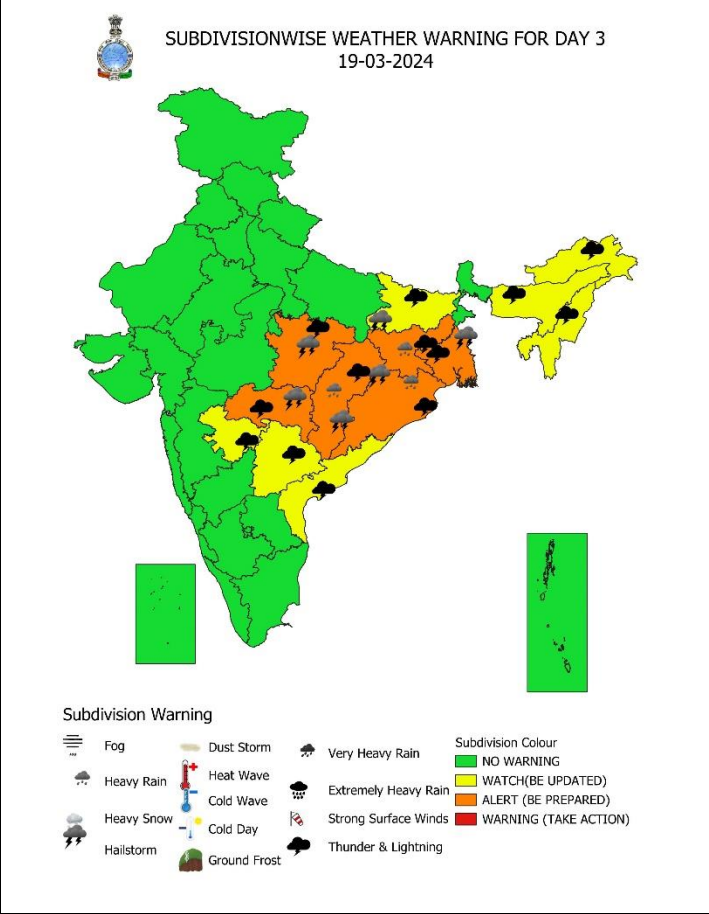 SUBDIVISIONWISE WEATHER WARNING FOR DAY 3
19-03-2024
Subdivision Warning
Fog
Heavy Rain
Heavy Snow
Hailstorm
Dust Storm
Heat Wave
Cold Wave
Cold Day
Ground Frost
Very Heavy Rain
Extremely Heavy Rain
Strong Surface Winds
Thunder & Lightning
Subdivision Colour
NO WARNING
WATCH(BE UPDATED)
ALERT (BE PREPARED)
WARNING (TAKE ACTION)